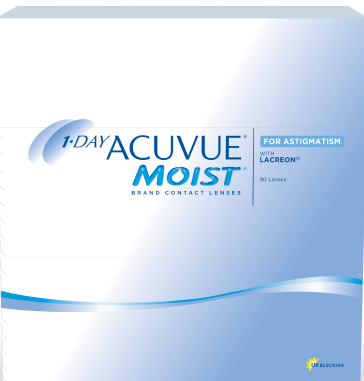 1·DAY ACUVUE®
MOIST®
BRAND CONTACT LENSES
FOR ASTIGMATISM
WITH
LACREON®
90 Lenses
UV BLOCKING